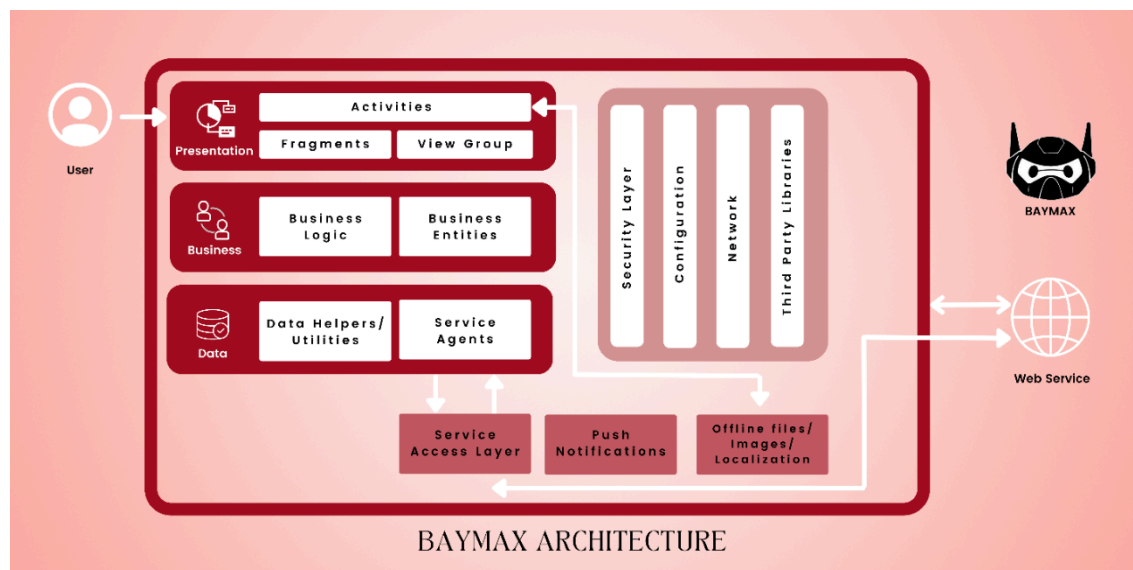 User
Presentation
Activities
Fragments
View Group
Business
Business
Logic
Business
Entities
Data
Data Helpers/
Utilities
Service
Agents
Security Layer
Configuration
Network
Third Party Libraries
BAYMAX
Web Service
Service
Access Layer
Push
Notifications
Offline files/
Images/
Localization
BAYMAX ARCHITECTURE